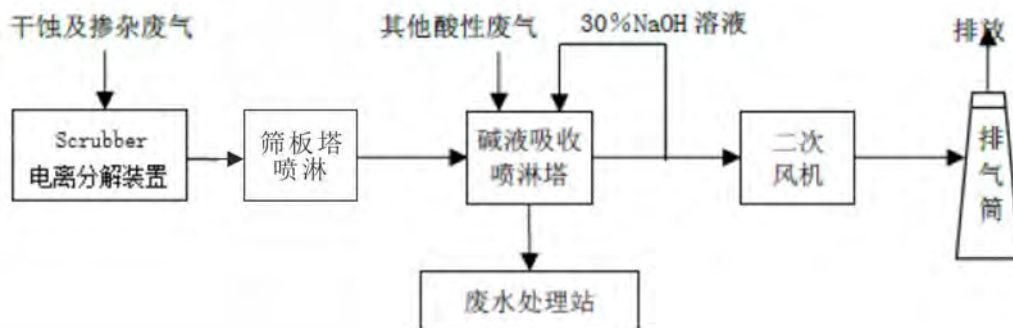 干蚀及掺杂废气
其他酸性废气
30%NaOH 溶液
排放
Scrubber
电离分解装置
筛板塔
喷淋
碱液吸收
喷淋塔
二次
风机
排
气
筒
废水处理站